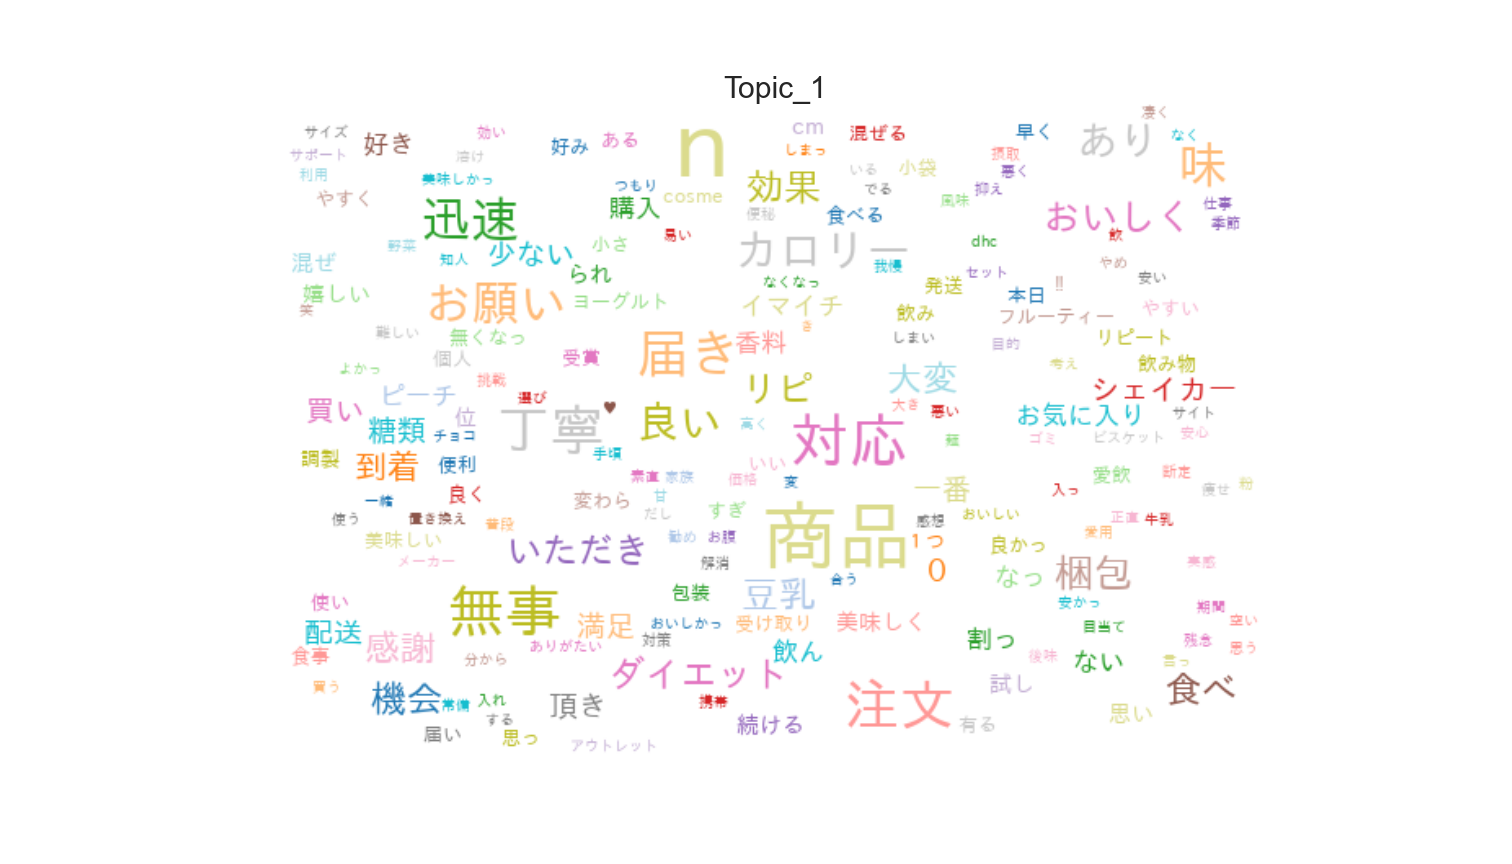 Topic_1
凄く
サイズ
好き
効い
好み
ある
n
cm
混ぜる
早く
あり
なく
サポート
溶け
しまっ
摂取
味
利用
美味しかっ
つもり
効果
いる
小袋
悪く
やすく
迅速
購入
cosme
でる
抑え
風味
仕事
便秘
食べる
おいしく
季節
易い
飲
野菜
知人
少ない
小さ
カロリー
dhc
混ぜ
られ
我慢
セット
やめ
安い
嬉しい
お願い
ヨーグルト
なくなっ
イマイチ
発送
本日
!!
笑
飲み
フルーティー
やすい
難しい
無くなっ
届き
香料
き
しまい
目的
リピート
個人
受賞
よかっ
挑戦
リピ
大変
考え
飲み物
ピーチ
選び
シェイカー
買い
位
丁寧
♥
良い
高く
対応
大き
悪い
お気に入り
サイト
糖類
チョコ
ゴミ
ビスケット
安心
調製
到着
便利
手頃
いい
素直
家族
価格
変
一番
愛飲
断定
入っ
痩せ
粉
一緒
良く
変わら
甘
だし
すぎ
使う
置き換え
普段
商品
感想
おいしい
正直
牛乳
愛用
美味しい
いただき
勧め
お腹
1つ
良かっ
メーカー
解消
0
なっ
梱包
実感
合う
使い
無事
包装
豆乳
安かっ
期間
配送
満足
おいしかっ
受け取り
美味しく
目当て
空い
感謝
対策
割っ
残念
思う
食事
分から
ありがたい
飲ん
後味
ない
言っ
買う
機会
常備
入れ
ダイエット
携帯
試し
食べ
頂き
注文
する
届い
思っ
続ける
有る
思い
アウトレット